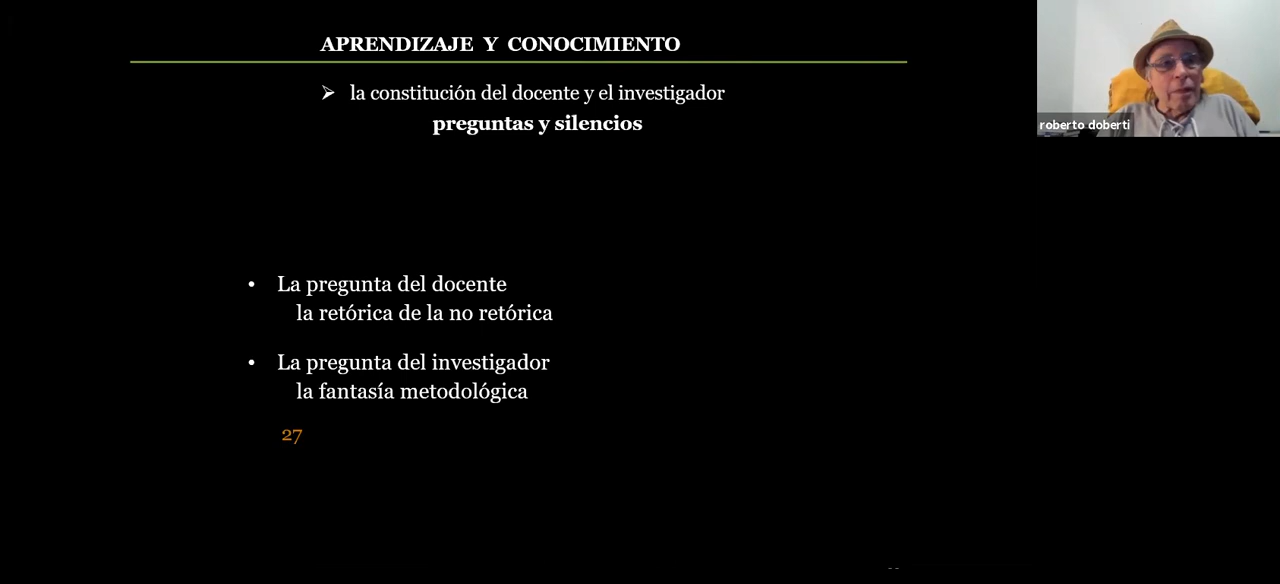 APRENDIZAJE Y CONOCIMIENTO
➢ la constitución del docente y el investigador
preguntas y silencios
roberto doberti
• La pregunta del docente
la retórica de la no retórica
• La pregunta del investigador
la fantasía metodológica
27